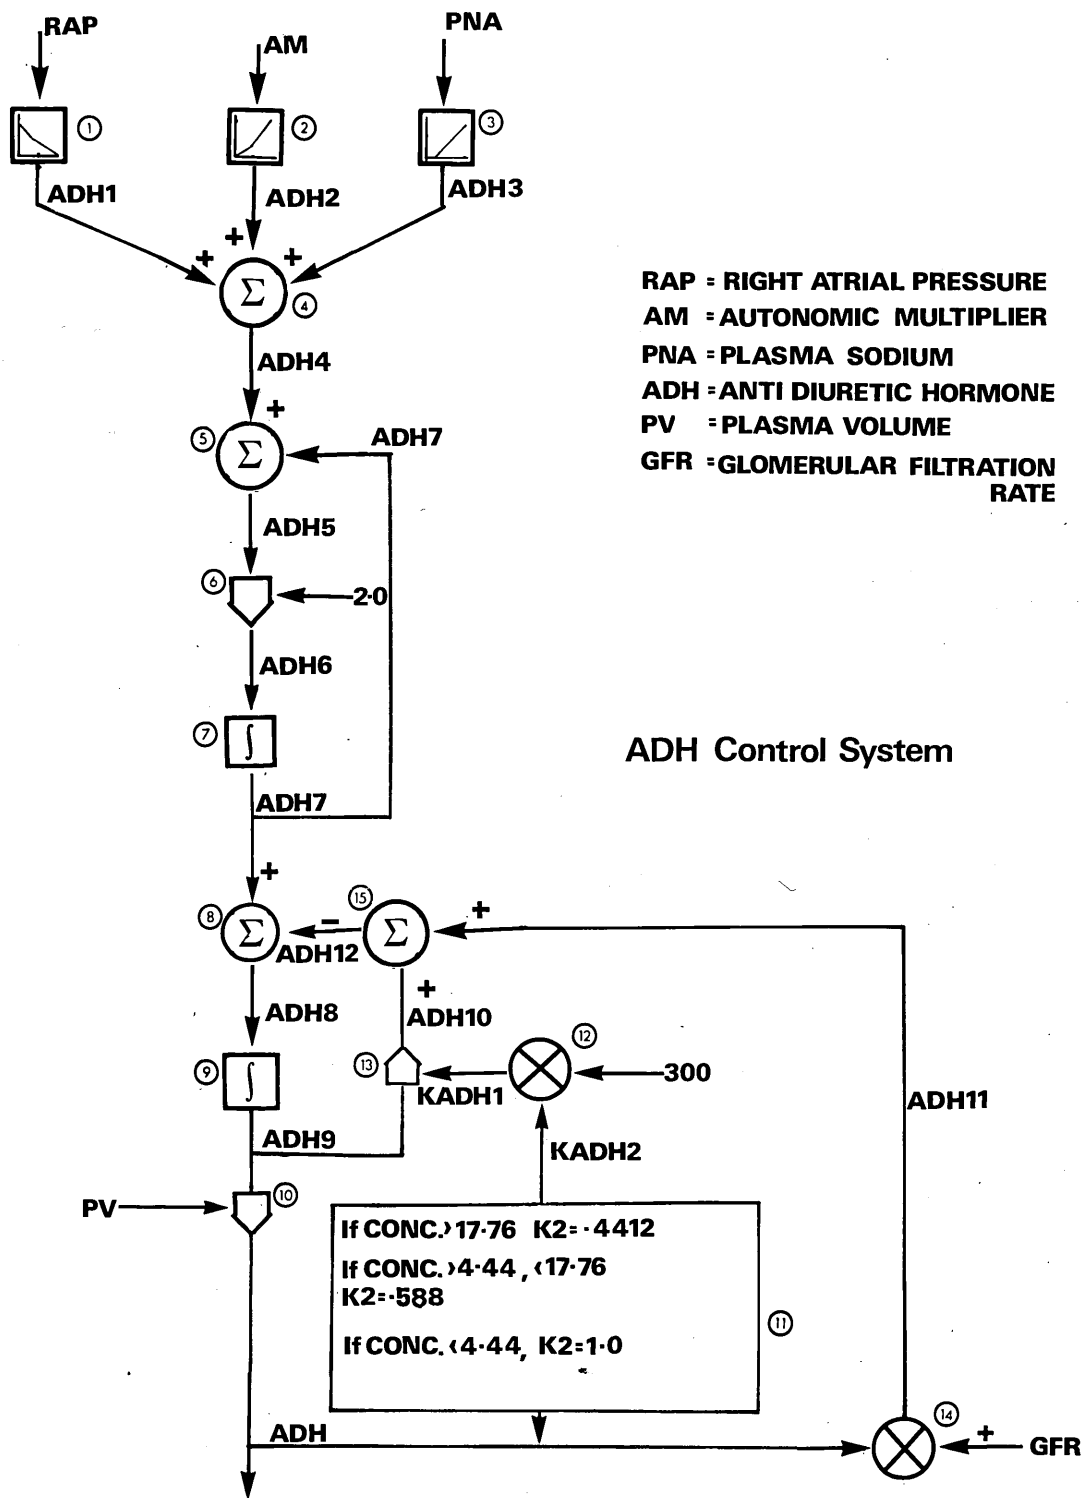 RAP
AM
PNA
1
2
3
ADH1
ADH2
ADH3
+
+
+
Σ
4
RAP = RIGHT ATRIAL PRESSURE
AM = AUTONOMIC MULTIPLIER
PNA = PLASMA SODIUM
ADH = ANTI DIURETIC HORMONE
PV = PLASMA VOLUME
GFR = GLOMERULAR FILTRATION
RATE
ADH4
+
5
Σ
ADH7
ADH5
6
2·0
ADH6
7
∫
ADH Control System
ADH7
+
8
Σ
−
ADH12
15
Σ
+
+
ADH8
ADH10
9
∫
13
KADH1
12
300
ADH11
ADH9
KADH2
PV
10
If CONC.>17·76 K2=·4412
If CONC.>4·44, <17·76
K2=·588
If CONC.<4·44, K2=1·0
11
ADH
14
+
GFR